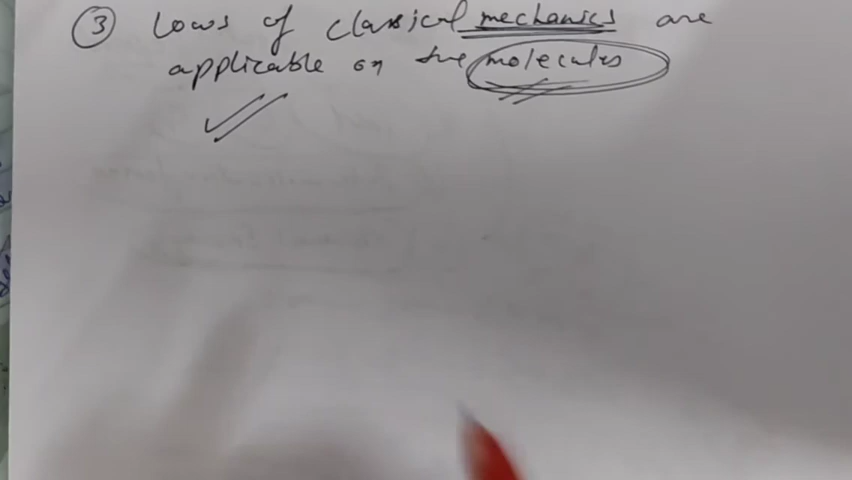 ③ Laws of classical mechanics are
applicable on the molecules